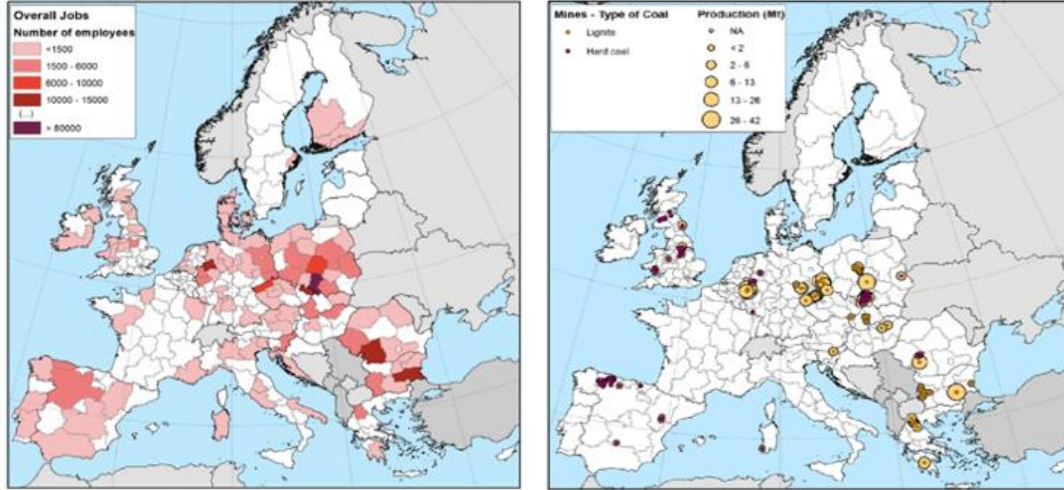 Overall Jobs
Number of employees
<1500
1500 - 6000
6000 - 10000
10000 - 15000
(...)
> 80000
Mines - Type of Coal
Lignite
Hard coal
Production (Mt)
NA
< 2
2 - 6
6 - 13
13 - 26
26 - 42